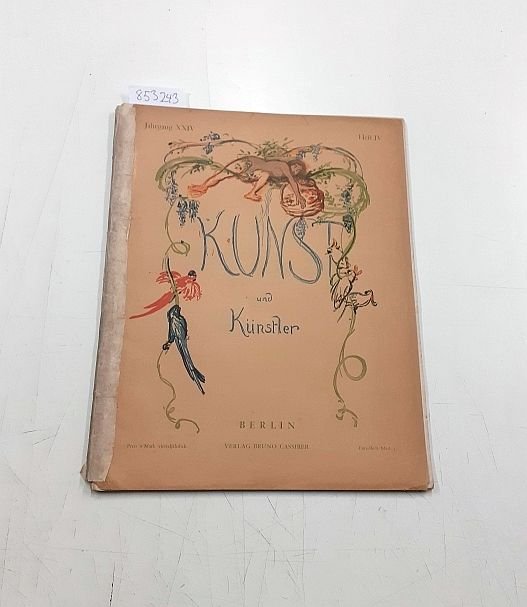 853243
Jahrgang XXIV Heft IV
KUNST
und
Künstler
BERLIN
VERLAG BRUNO CASSIRER